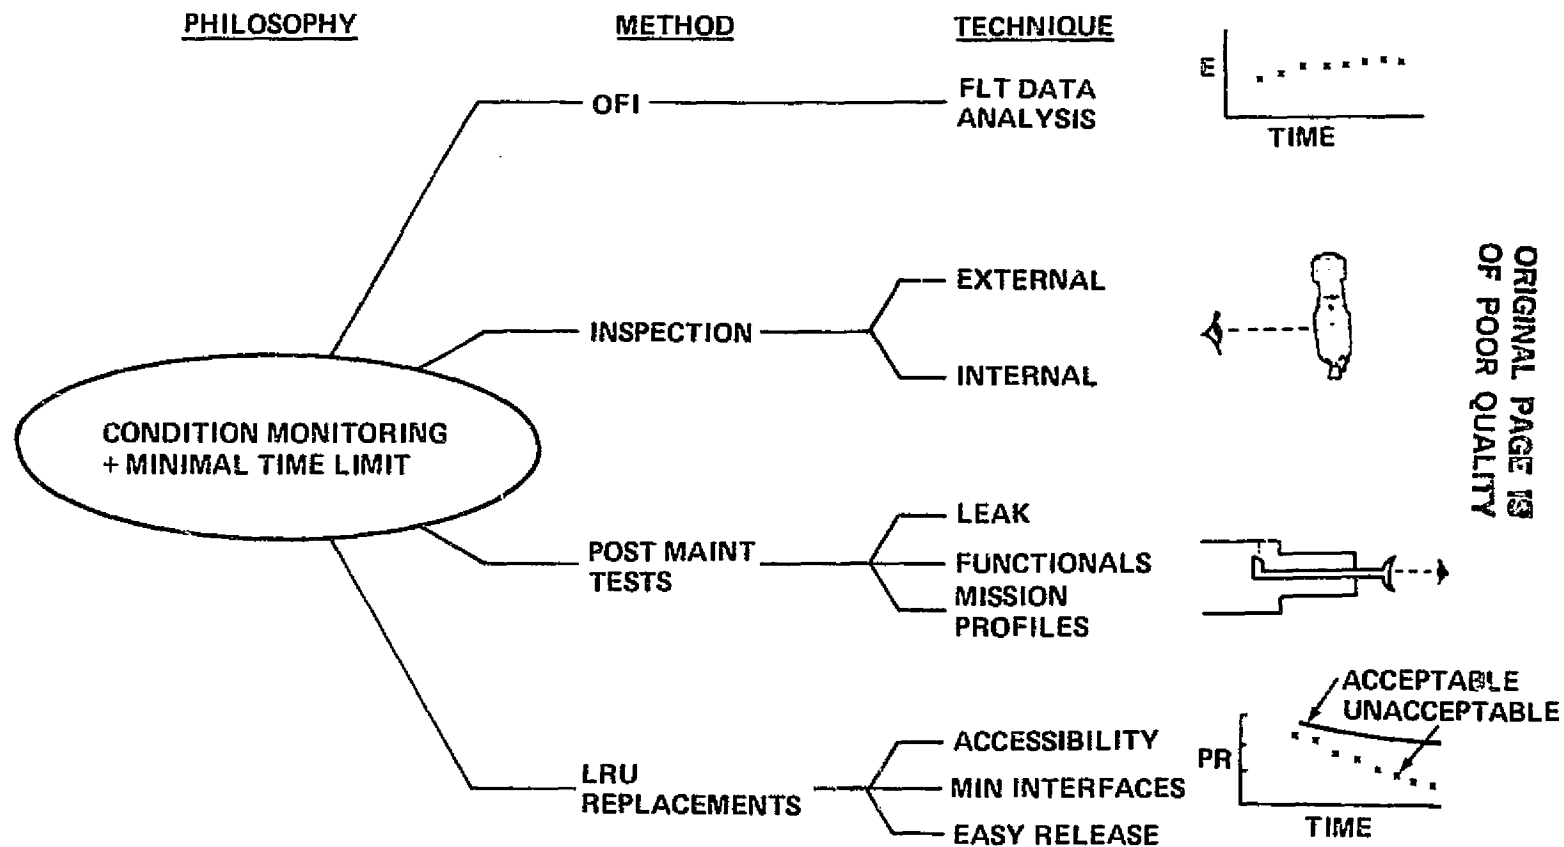 PHILOSOPHY
METHOD
TECHNIQUE
OFI
FLT DATA
ANALYSIS
E
TIME
INSPECTION
EXTERNAL
INTERNAL
ORIGINAL PAGE IS
OF POOR QUALITY
CONDITION MONITORING
+ MINIMAL TIME LIMIT
POST MAINT
TESTS
LEAK
FUNCTIONALS
MISSION
PROFILES
LRU
REPLACEMENTS
ACCESSIBILITY
MIN INTERFACES
EASY RELEASE
ACCEPTABLE
UNACCEPTABLE
PR
TIME